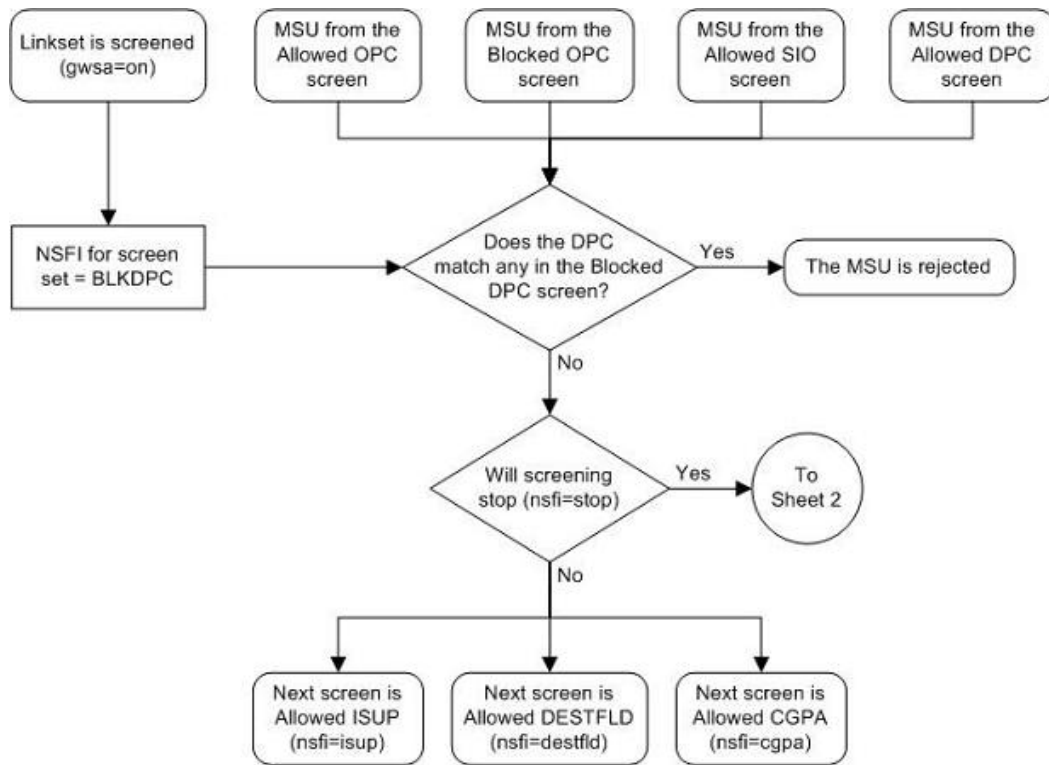 Linkset is screened
(gwsa=on)
MSU from the
Allowed OPC
screen
MSU from the
Blocked OPC
screen
MSU from the
Allowed SIO
screen
MSU from the
Allowed DPC
screen
NSFI for screen
set = BLKDPC
Does the DPC
match any in the Blocked
DPC screen?
Yes
The MSU is rejected
No
Will screening
stop (nsfi=stop)
Yes
To
Sheet 2
No
Next screen is
Allowed ISUP
(nsfi=isup)
Next screen is
Allowed DESTFLD
(nsfi=destfld)
Next screen is
Allowed CGPA
(nsfi=cgpa)